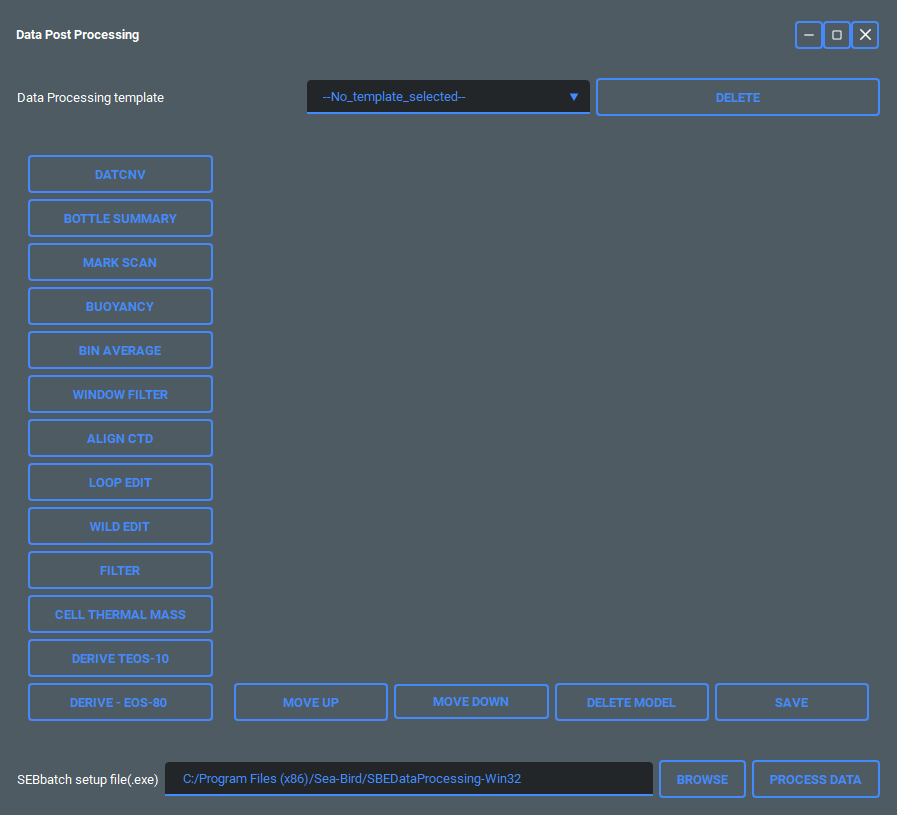 Data Post Processing
Data Processing template
--No_template_selected--
DELETE
DATCNV
BOTTLE SUMMARY
MARK SCAN
BUOYANCY
BIN AVERAGE
WINDOW FILTER
ALIGN CTD
LOOP EDIT
WILD EDIT
FILTER
CELL THERMAL MASS
DERIVE TEOS-10
DERIVE - EOS-80
MOVE UP
MOVE DOWN
DELETE MODEL
SAVE
SEBbatch setup file(.exe)
C:/Program Files (x86)/Sea-Bird/SBEDataProcessing-Win32
BROWSE
PROCESS DATA